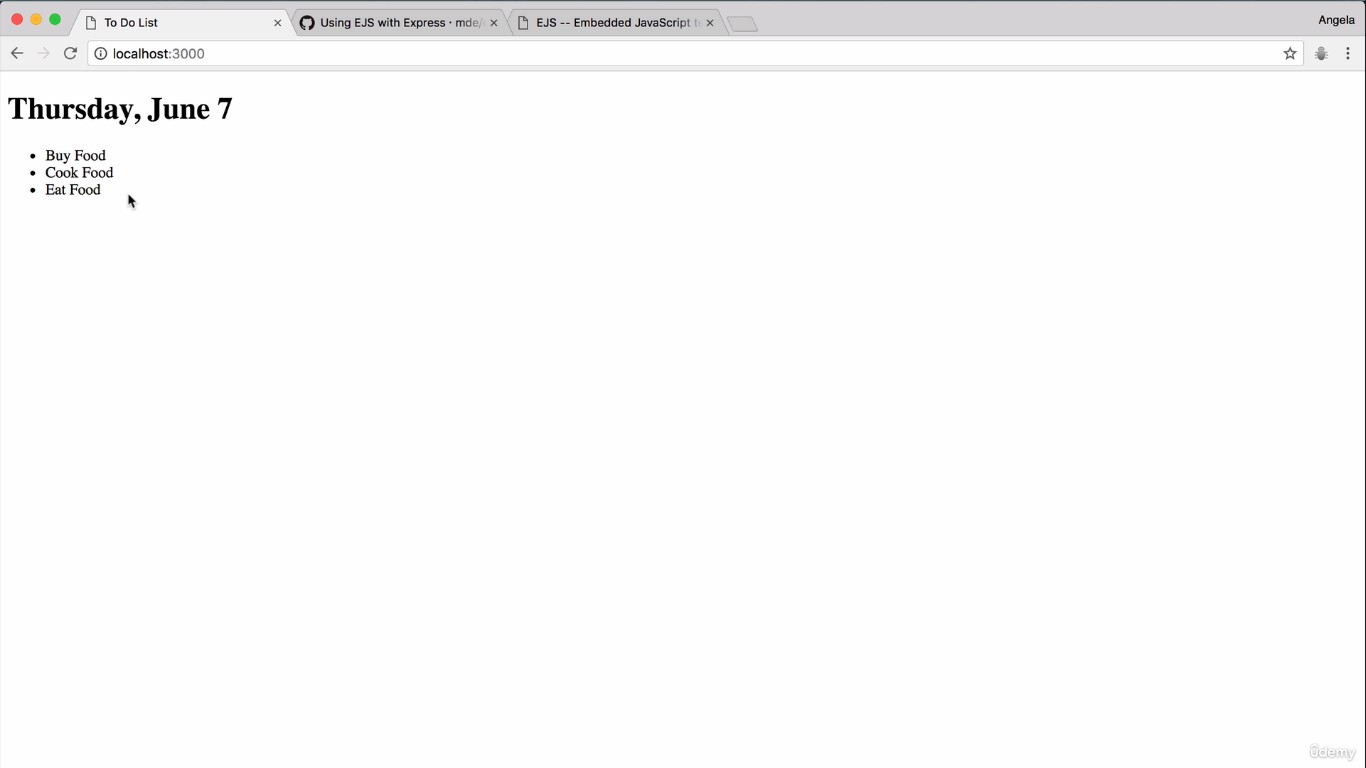 To Do List
Using EJS with Express · mde/
EJS -- Embedded JavaScript t
Angela
localhost:3000
Thursday, June 7
Buy Food
Cook Food
Eat Food
ûdemy